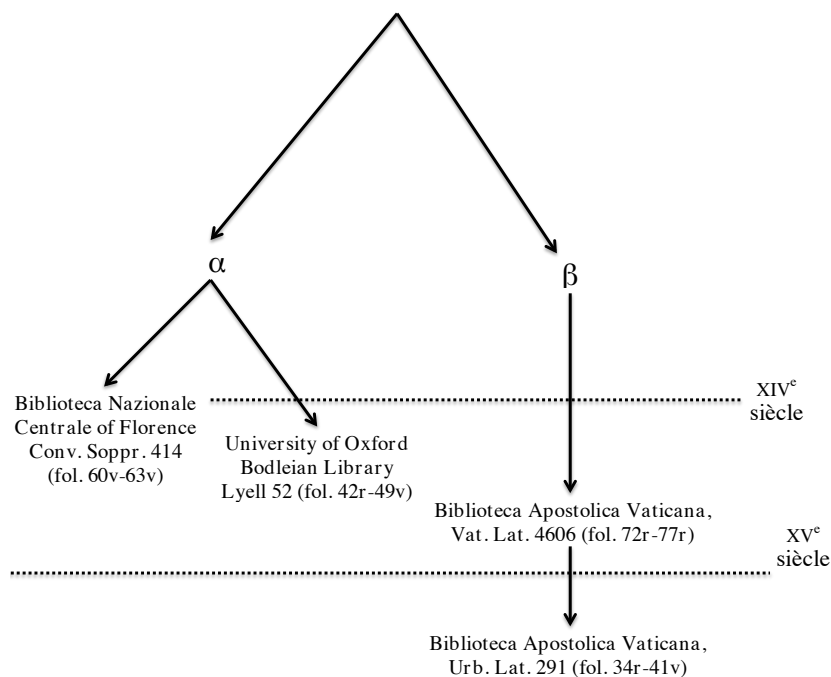 α
β
XIVe
siècle
Biblioteca Nazionale
Centrale of Florence
Conv. Soppr. 414
(fol. 60v-63v)
University of Oxford
Bodleian Library
Lyell 52 (fol. 42r-49v)
Biblioteca Apostolica Vaticana,
Vat. Lat. 4606 (fol. 72r-77r)
XVe
siècle
Biblioteca Apostolica Vaticana,
Urb. Lat. 291 (fol. 34r-41v)